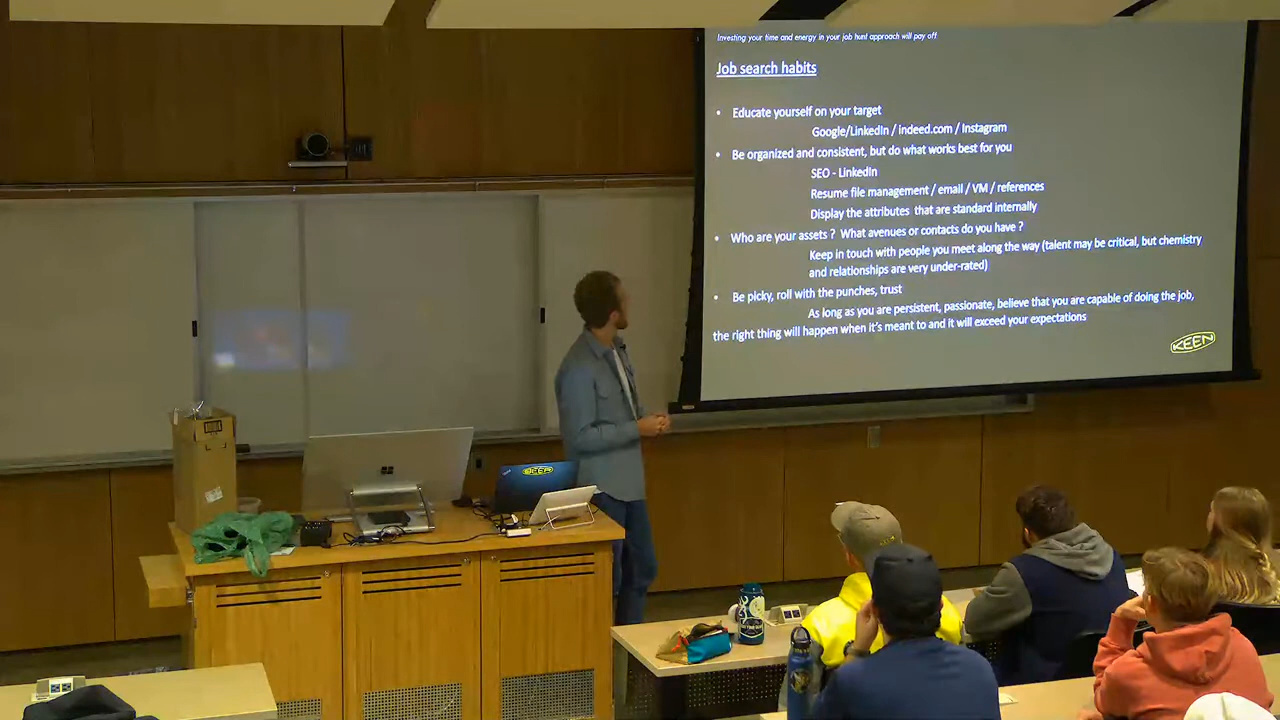 Investing your time and energy in your job hunt approach will pay off
Job search habits
• Educate yourself on your target
Google/LinkedIn / indeed.com / Instagram
• Be organized and consistent, but do what works best for you
SEO - LinkedIn
Resume file management / email / VM / references
Display the attributes that are standard internally
• Who are your assets ? What avenues or contacts do you have ?
Keep in touch with people you meet along the way (talent may be critical, but chemistry
and relationships are very under-rated)
• Be picky, roll with the punches, trust
As long as you are persistent, passionate, believe that you are capable of doing the job,
the right thing will happen when it's meant to and it will exceed your expectations
KEEN
KEEN